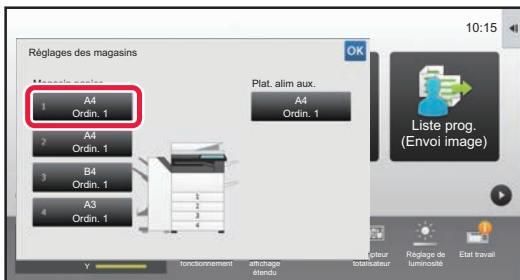 10:15
Réglages des magasins
OK
Magasin papier
Plat. alim aux.
1
A4
Ordin. 1
A4
Ordin. 1
2
A4
Ordin. 1
3
B4
Ordin. 1
4
A3
Ordin. 1
1
2
3
4
Liste prog.
(Envoi image)
Y
fonctionnement
affichage
étendu
pteur
totalisateur
Réglage de
luminosité
Etat travail